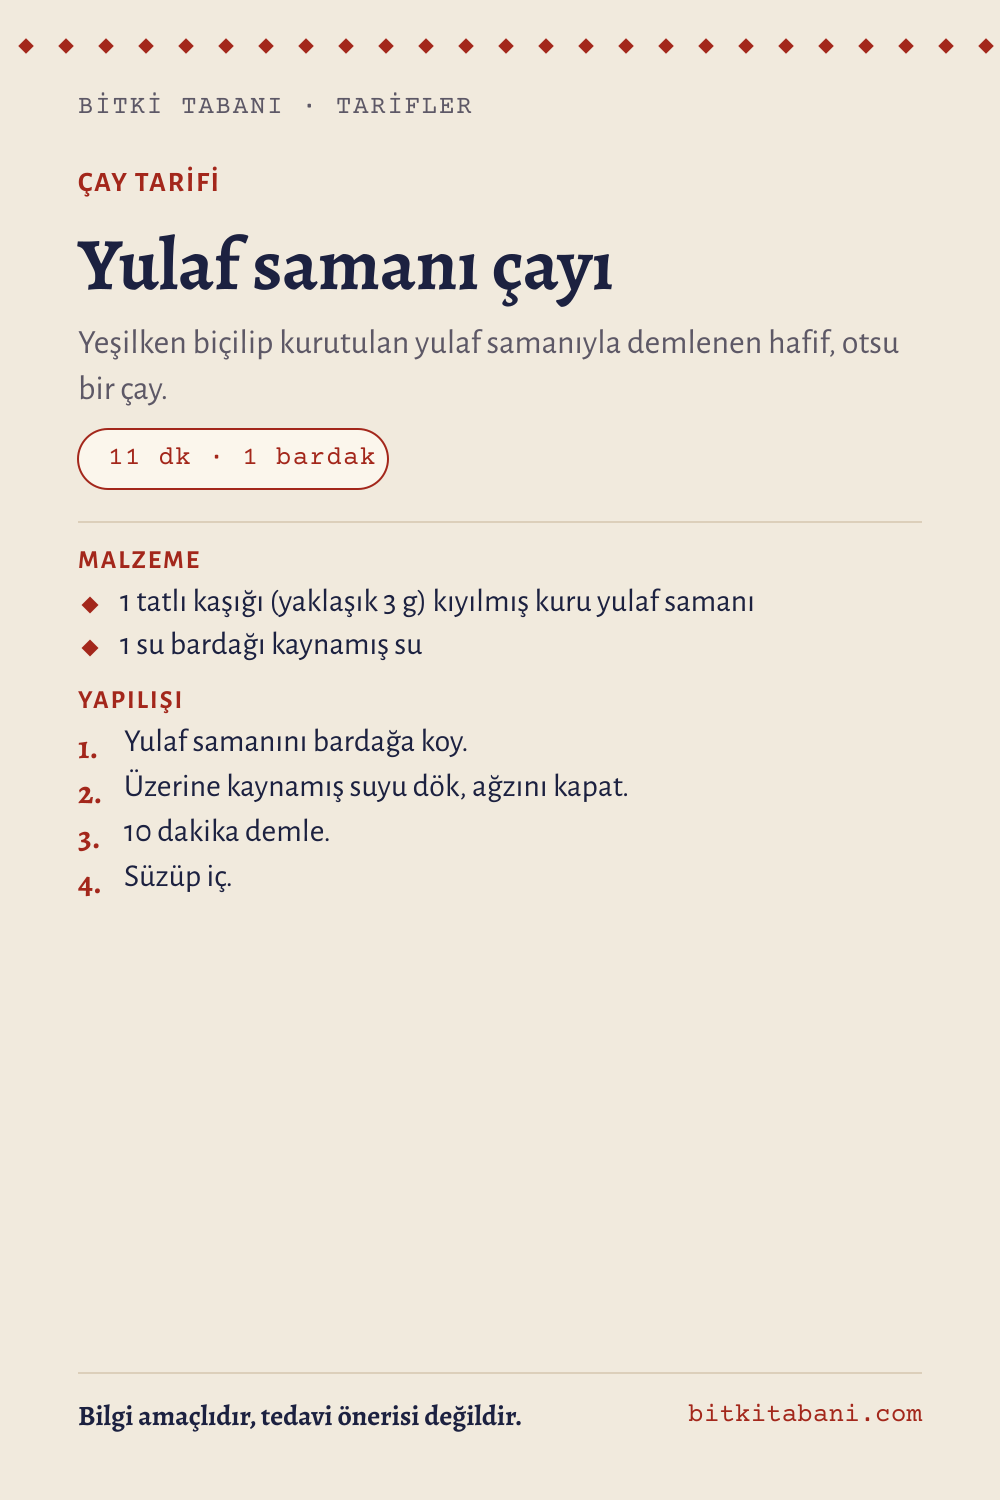 BİTKİ TABANI · TARİFLER
ÇAY TARİFİ
Yulaf samanı çayı
Yeşilken biçilip kurutulan yulaf samanıyla demlenen hafif, otsu
bir çay.
11 dk · 1 bardak
MALZEME
◆ 1 tatlı kaşığı (yaklaşık 3 g) kıyılmış kuru yulaf samanı
◆ 1 su bardağı kaynamış su
YAPILIŞI
1. Yulaf samanını bardağa koy.
2. Üzerine kaynamış suyu dök, ağzını kapat.
3. 10 dakika demle.
4. Süzüp iç.
Bilgi amaçlıdır, tedavi önerisi değildir.
bitkitabani.com